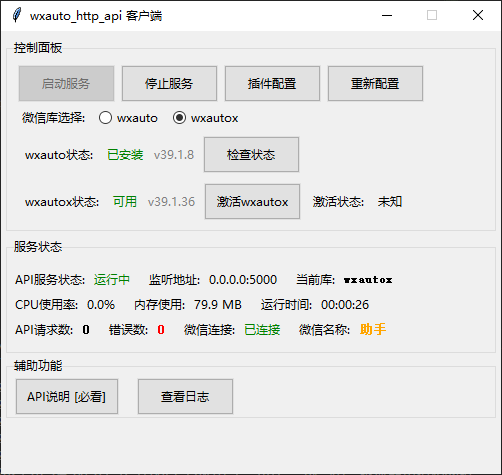 wxauto_http_api 客户端
控制面板
启动服务 停止服务 插件配置 重新配置
微信库选择: wxauto wxautox
wxauto状态: 已安装 v39.1.8 检查状态
wxautox状态: 可用 v39.1.36 激活wxautox 激活状态: 未知
服务状态
API服务状态: 运行中 监听地址: 0.0.0.0:5000 当前库: wxautox
CPU使用率: 0.0% 内存使用: 79.9 MB 运行时间: 00:00:26
API请求数: 0 错误数: 0 微信连接: 已连接 微信名称: 助手
辅助功能
API说明 [必看] 查看日志